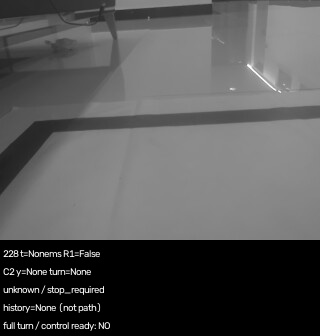 228 t=Nonems R1=False
C2 y=None turn=None
unknown / stop_required
history=None (not path)
full turn / control ready: NO